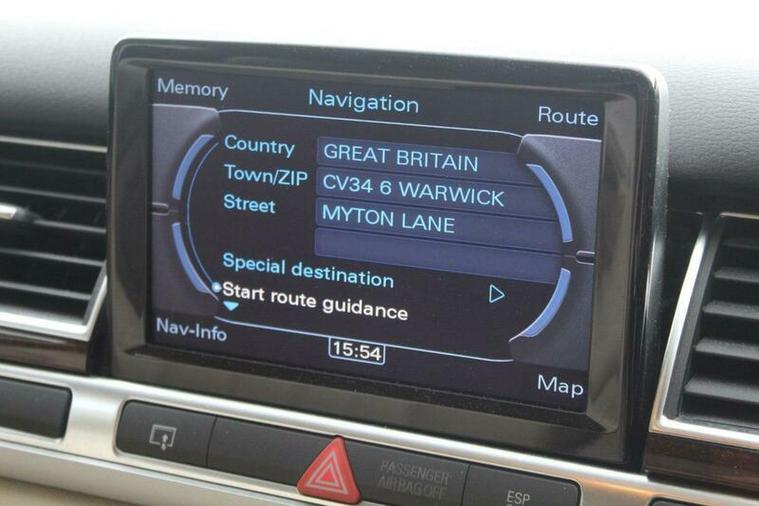 Memory
Navigation
Route
Country GREAT BRITAIN
Town/ZIP CV34 6 WARWICK
Street MYTON LANE
Special destination
Start route guidance
Nav-Info
15:54
Map
PASSENGER
AIRBAG OFF
ESP